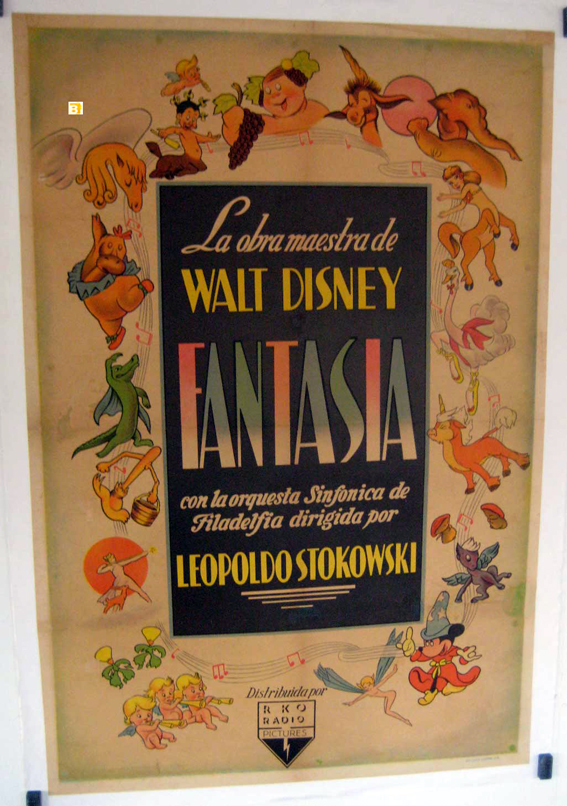 B
La obra maestra de
WALT DISNEY
FANTASIA
con la orquesta Sinfonica de
Filadelfia dirigida por
LEOPOLDO STOKOWSKI
Distribuida por
RKO
RADIO
PICTURES